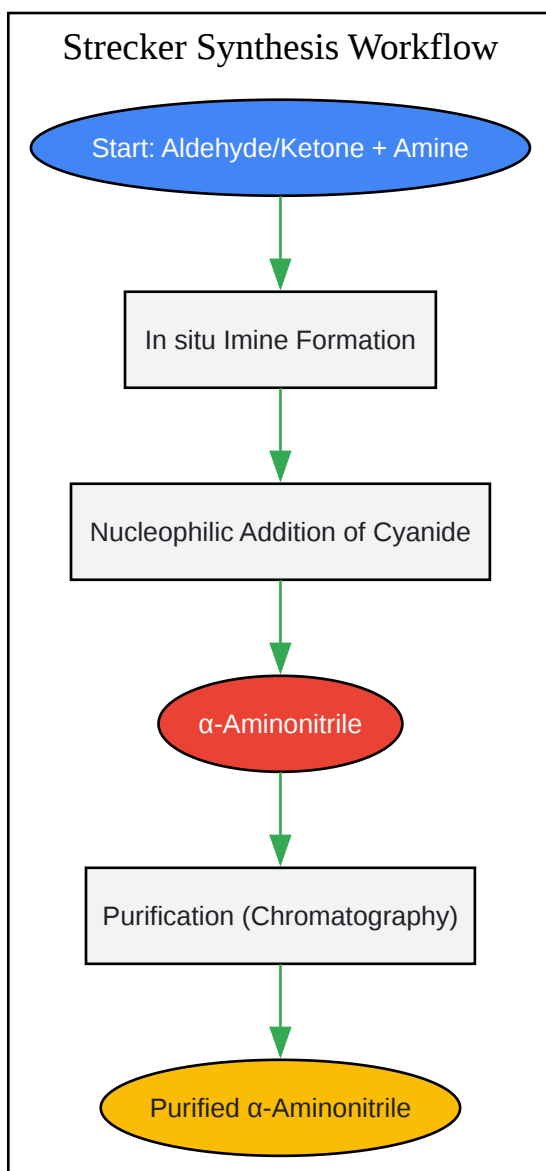 Strecker Synthesis Workflow
Start: Aldehyde/Ketone + Amine
In situ Imine Formation
Nucleophilic Addition of Cyanide
α-Aminonitrile
Purification (Chromatography)
Purified α-Aminonitrile